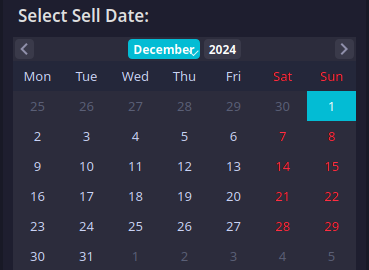 Select Sell Date:
December 2024
Mon Tue Wed Thu Fri Sat Sun
25 26 27 28 29 30 1
2 3 4 5 6 7 8
9 10 11 12 13 14 15
16 17 18 19 20 21 22
23 24 25 26 27 28 29
30 31 1 2 3 4 5